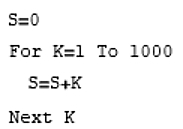 S=0
For K=1 To 1000
S=S+K
Next K